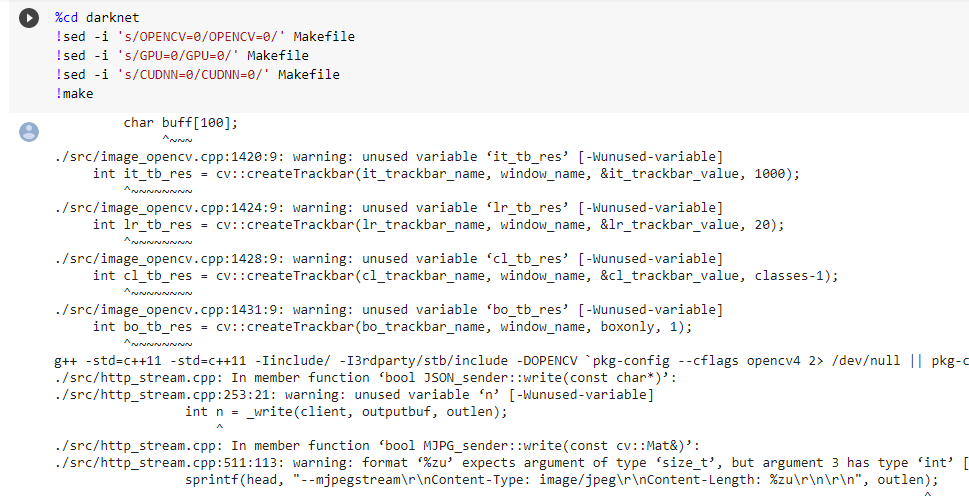 %cd darknet
!sed -i 's/OPENCV=0/OPENCV=0/' Makefile
!sed -i 's/GPU=0/GPU=0/' Makefile
!sed -i 's/CUDNN=0/CUDNN=0/' Makefile
!make
char buff[100];
^~~~
./src/image_opencv.cpp:1420:9: warning: unused variable ‘it_tb_res’ [-Wunused-variable]
int it_tb_res = cv::createTrackbar(it_trackbar_name, window_name, &it_trackbar_value, 1000);
^~~~~~~~~
./src/image_opencv.cpp:1424:9: warning: unused variable ‘lr_tb_res’ [-Wunused-variable]
int lr_tb_res = cv::createTrackbar(lr_trackbar_name, window_name, &lr_trackbar_value, 20);
^~~~~~~~~
./src/image_opencv.cpp:1428:9: warning: unused variable ‘cl_tb_res’ [-Wunused-variable]
int cl_tb_res = cv::createTrackbar(cl_trackbar_name, window_name, &cl_trackbar_value, classes-1);
^~~~~~~~~
./src/image_opencv.cpp:1431:9: warning: unused variable ‘bo_tb_res’ [-Wunused-variable]
int bo_tb_res = cv::createTrackbar(bo_trackbar_name, window_name, boxonly, 1);
^~~~~~~~~
g++ -std=c++11 -std=c++11 -Iinclude/ -I3rdparty/stb/include -DOPENCV `pkg-config --cflags opencv4 2> /dev/null || pkg-c
./src/http_stream.cpp: In member function ‘bool JSON_sender::write(const char*)’:
./src/http_stream.cpp:253:21: warning: unused variable ‘n’ [-Wunused-variable]
int n = _write(client, outputbuf, outlen);
^
./src/http_stream.cpp: In member function ‘bool MJPG_sender::write(const cv::Mat&)’:
./src/http_stream.cpp:511:113: warning: format ‘%zu’ expects argument of type ‘size_t’, but argument 3 has type ‘int’ [
sprintf(head, "--mjpegstream\r\nContent-Type: image/jpeg\r\nContent-Length: %zu\r\n\r\n", outlen);
^